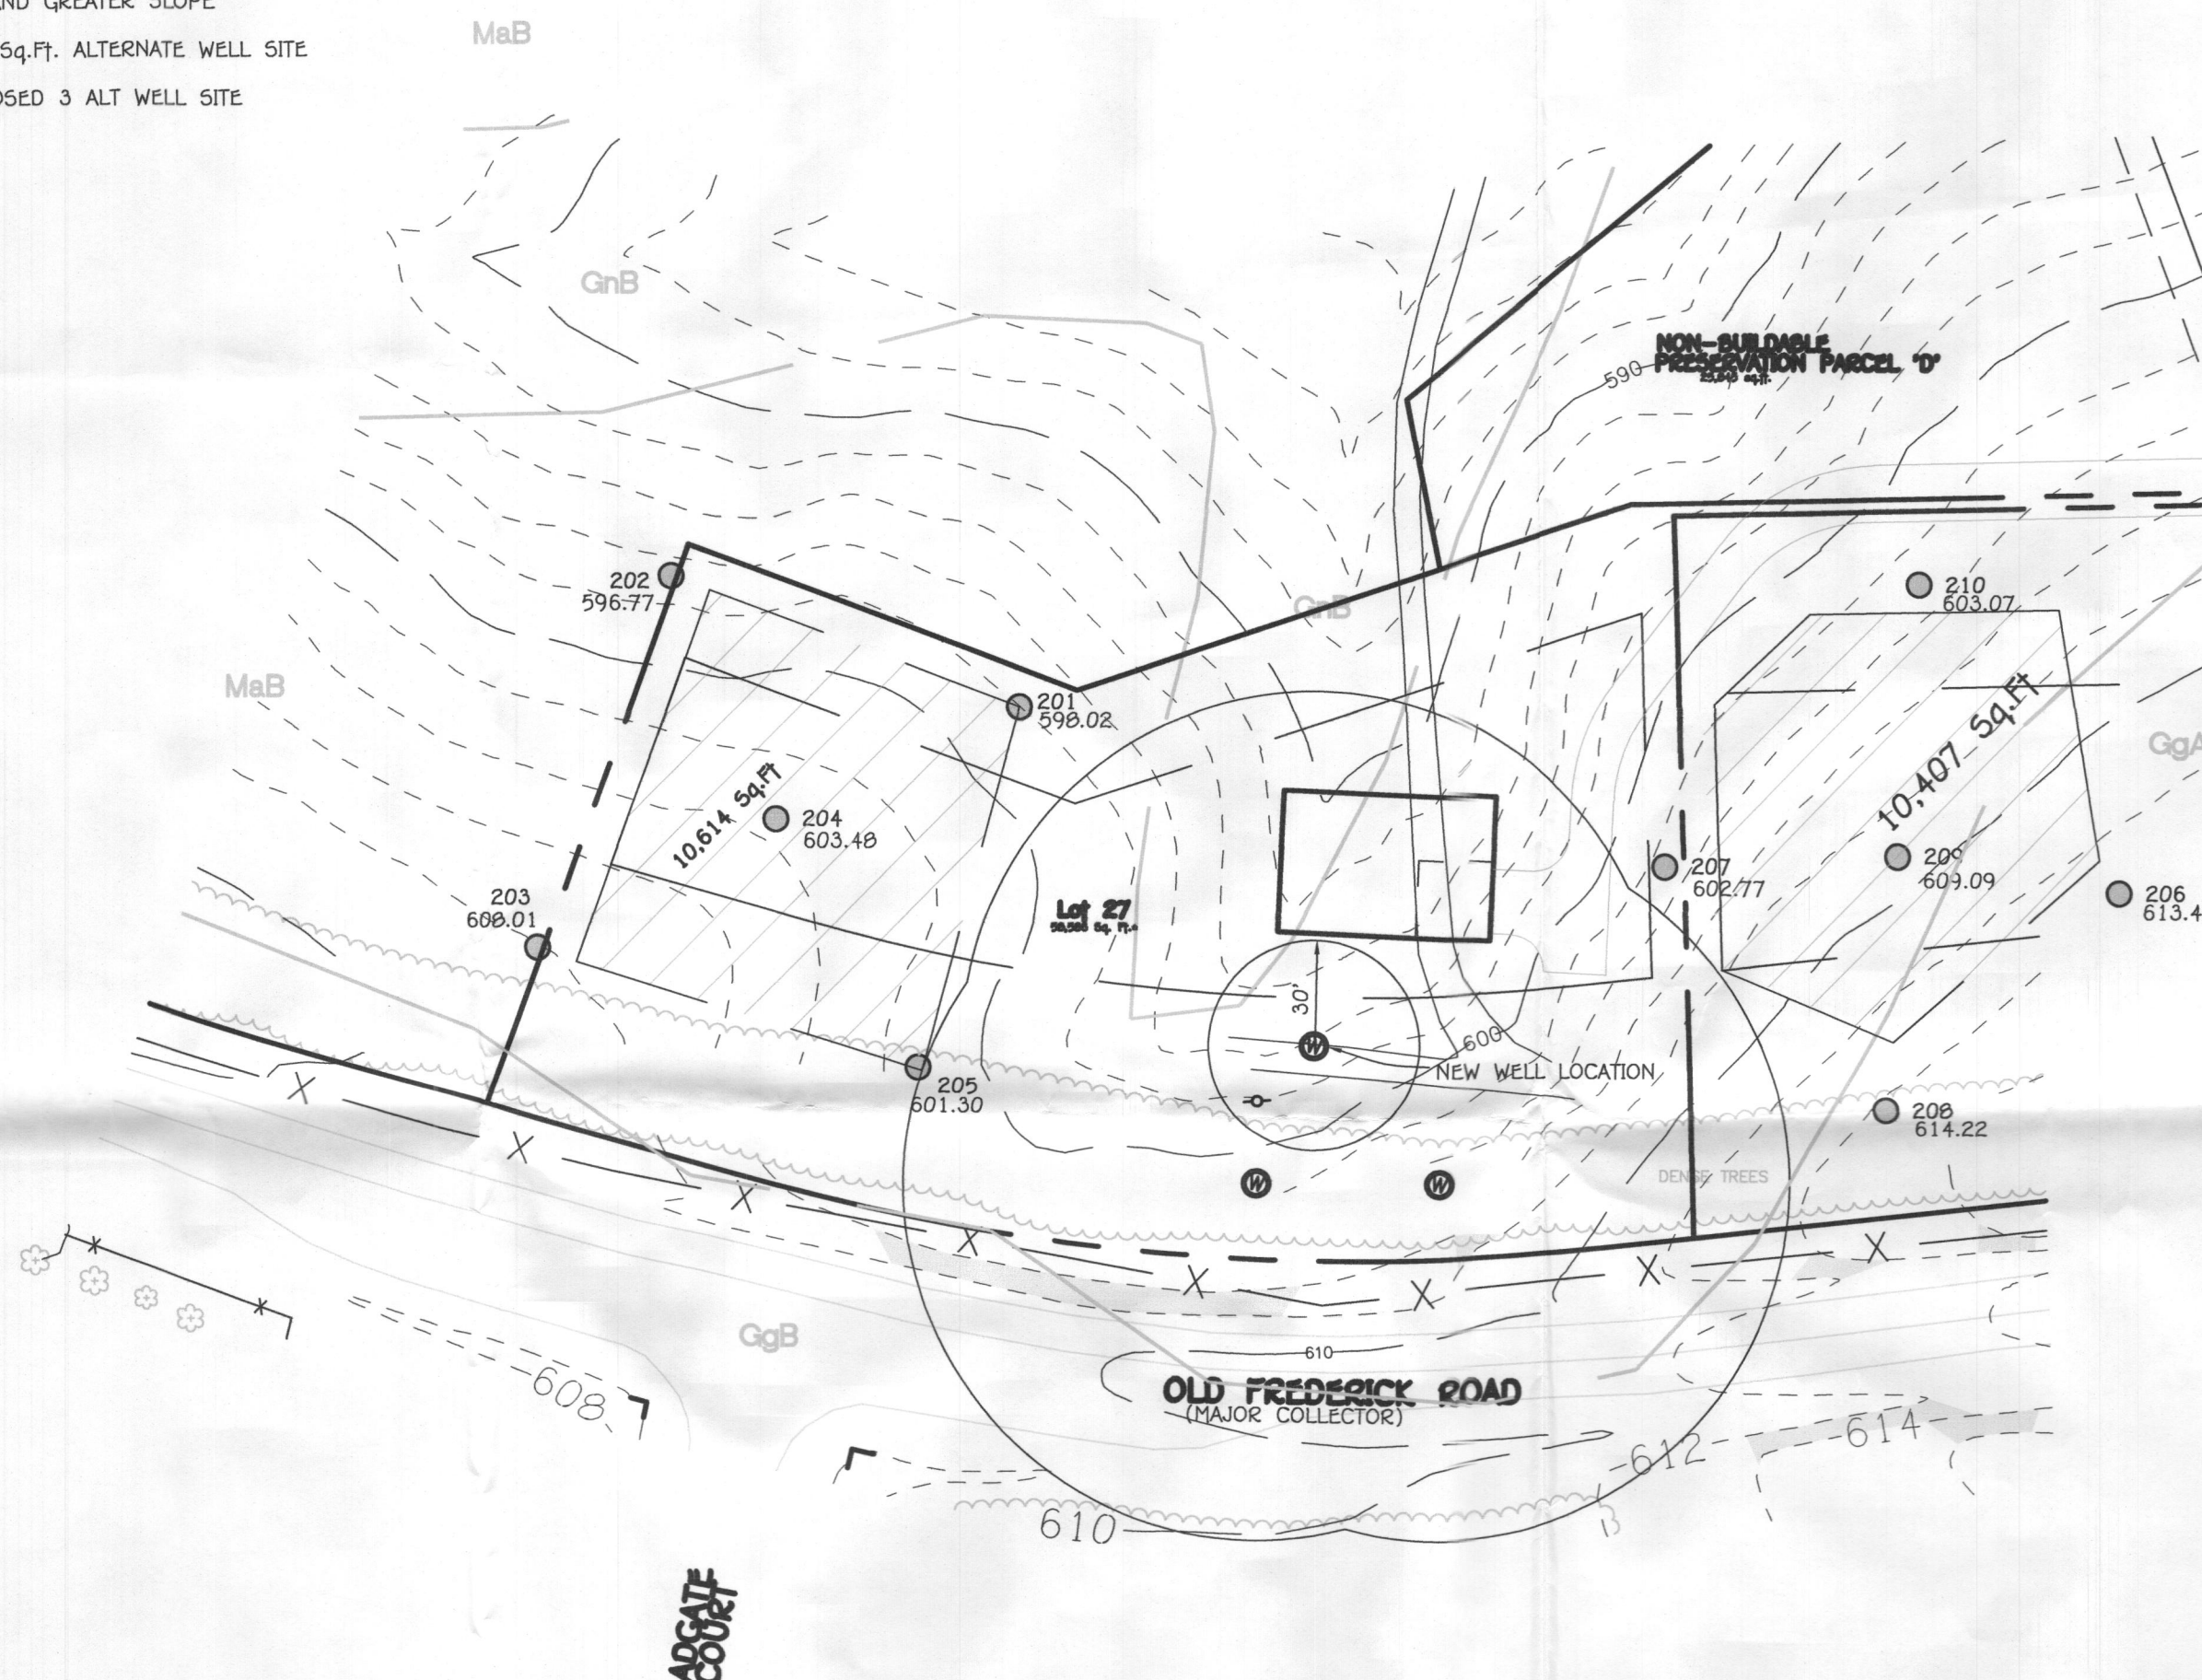 AND GREATER SLOPE
Sq.Ft. ALTERNATE WELL SITE
3 ALT WELL SITE
MaB
GnB
NON-BUILDABLE
PRESERVATION PARCEL 'D'
590
202
596.77
GnB
210
603.07
MaB
201
598.02
10,614 Sq.Ft
204
603.48
10,407 Sq.Ft
GgA
207
602.77
209
609.09
206
613.4
203
608.01
Lot 27
30'
W
600
NEW WELL LOCATION
205
601.30
208
614.22
DENSE TREES
W
W
X
X
X
X
X
X
X
X
GgB
610
OLD FREDERICK ROAD
(MAJOR COLLECTOR)
608
612
614
610
COURT